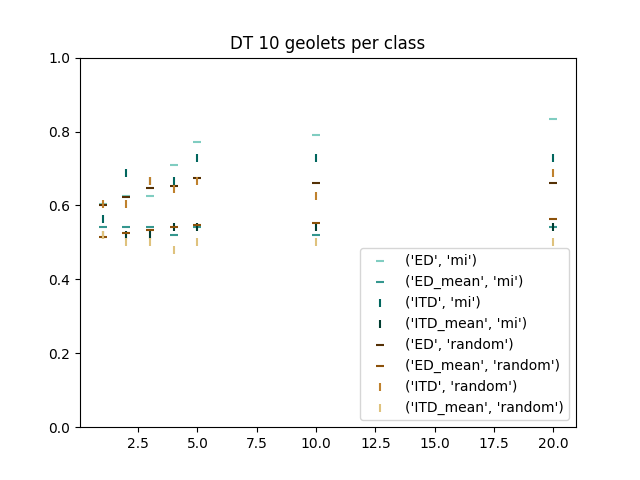 DT 10 geolets per class
1.0
0.8
0.6
0.4
0.2
0.0
('ED', 'mi')
('ED_mean', 'mi')
('ITD', 'mi')
('ITD_mean', 'mi')
('ED', 'random')
('ED_mean', 'random')
('ITD', 'random')
('ITD_mean', 'random')
2.5 5.0 7.5 10.0 12.5 15.0 17.5 20.0